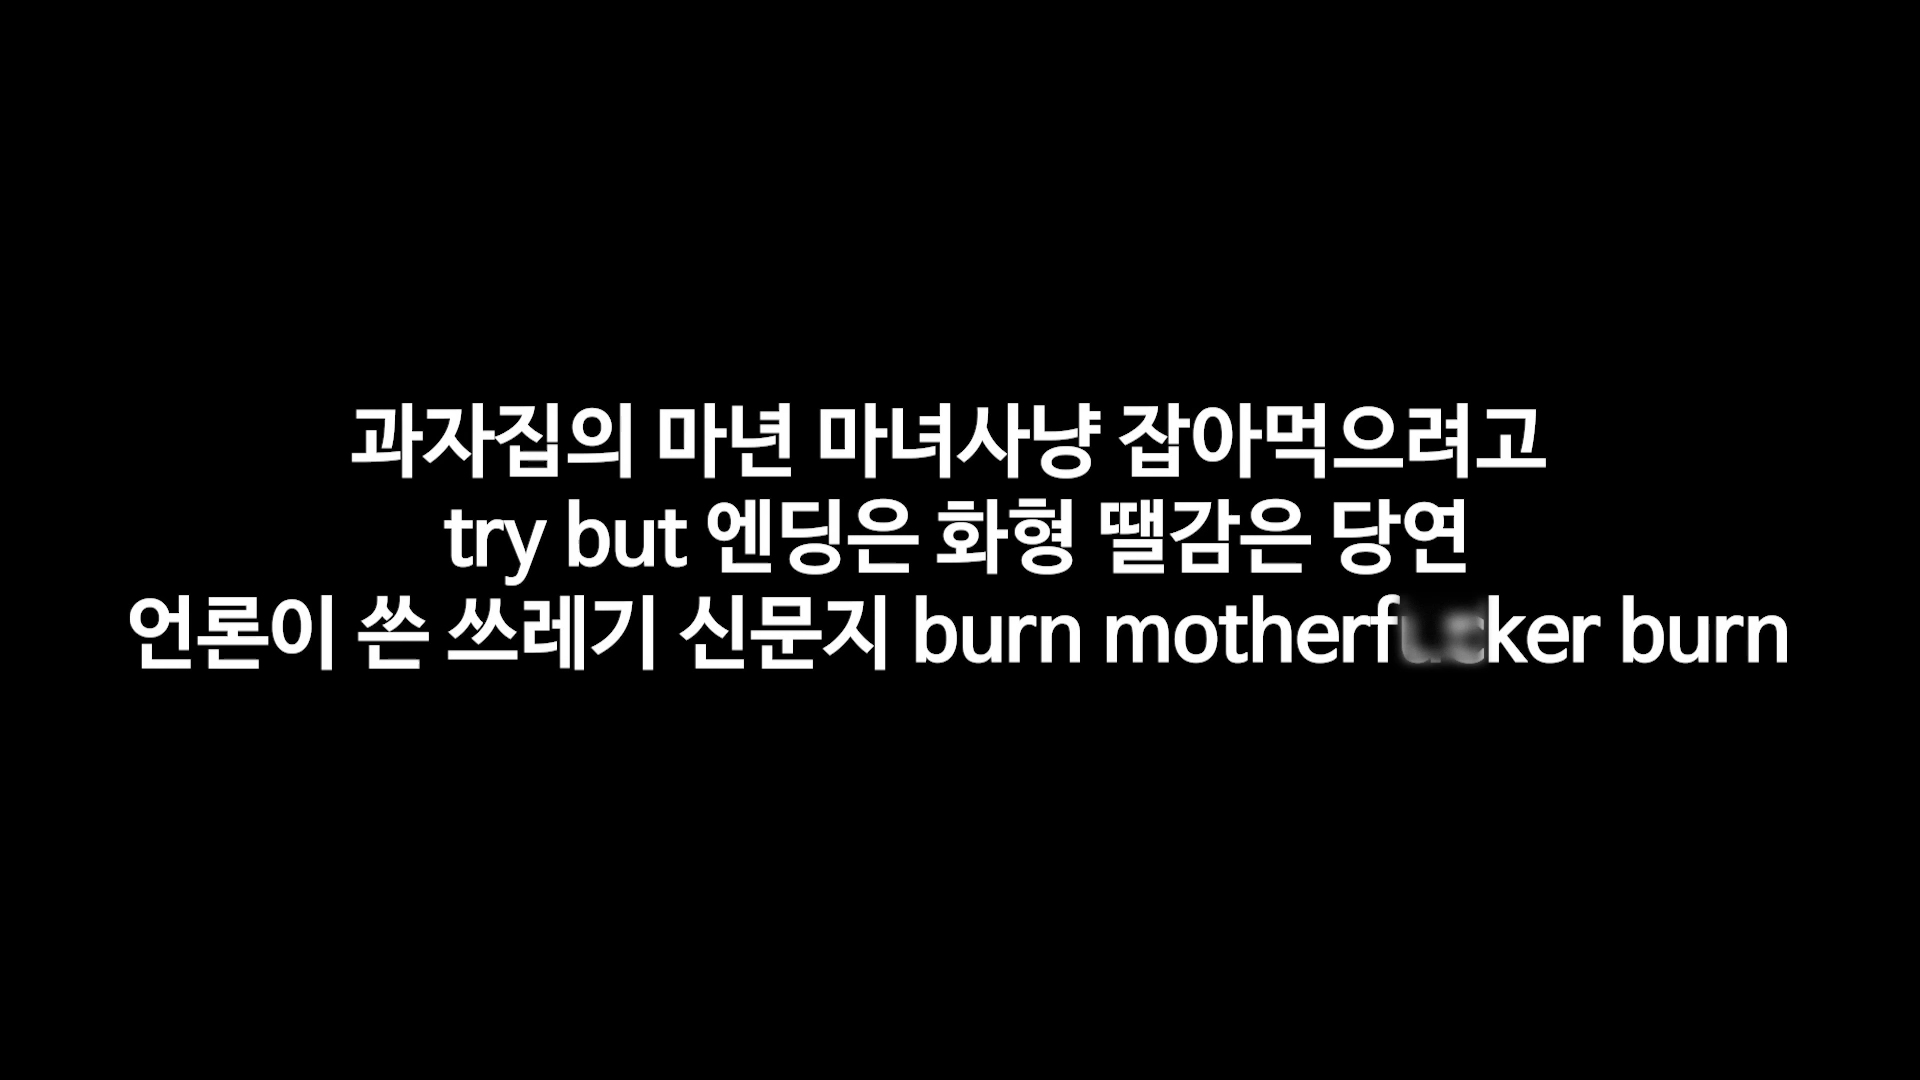 과자집의 마년 마녀사냥 잡아먹으려고
try but 엔딩은 화형 땔감은 당연
언론이 쓴 쓰레기 신문지 burn motherfucker burn